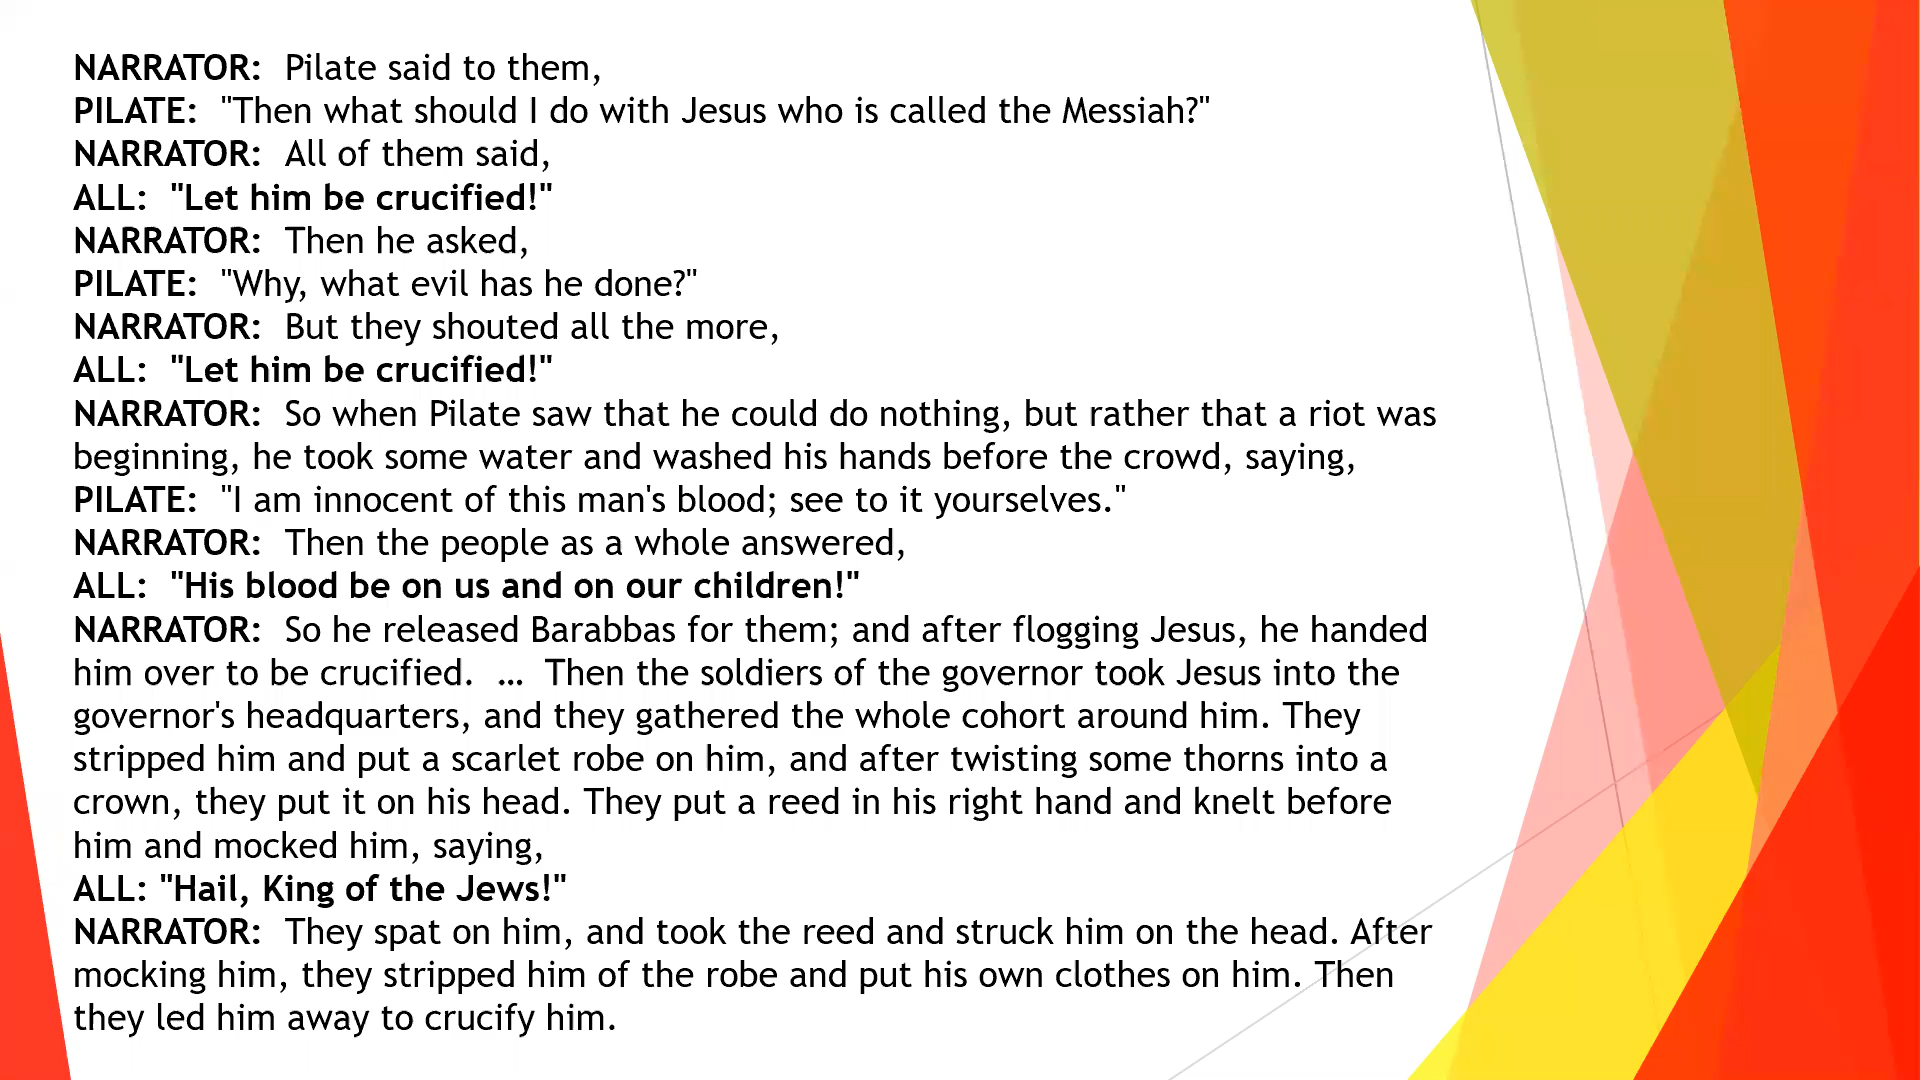 NARRATOR:  Pilate said to them,
PILATE:  "Then what should I do with Jesus who is called the Messiah?"
NARRATOR:  All of them said,
ALL:  "Let him be crucified!"
NARRATOR:  Then he asked,
PILATE:  "Why, what evil has he done?"
NARRATOR:  But they shouted all the more,
ALL:  "Let him be crucified!"
NARRATOR:  So when Pilate saw that he could do nothing, but rather that a riot was
beginning, he took some water and washed his hands before the crowd, saying,
PILATE:  "I am innocent of this man's blood; see to it yourselves."
NARRATOR:  Then the people as a whole answered,
ALL:  "His blood be on us and on our children!"
NARRATOR:  So he released Barabbas for them; and after flogging Jesus, he handed
him over to be crucified.  …  Then the soldiers of the governor took Jesus into the
governor's headquarters, and they gathered the whole cohort around him. They
stripped him and put a scarlet robe on him, and after twisting some thorns into a
crown, they put it on his head. They put a reed in his right hand and knelt before
him and mocked him, saying,
ALL: "Hail, King of the Jews!"
NARRATOR:  They spat on him, and took the reed and struck him on the head. After
mocking him, they stripped him of the robe and put his own clothes on him. Then
they led him away to crucify him.